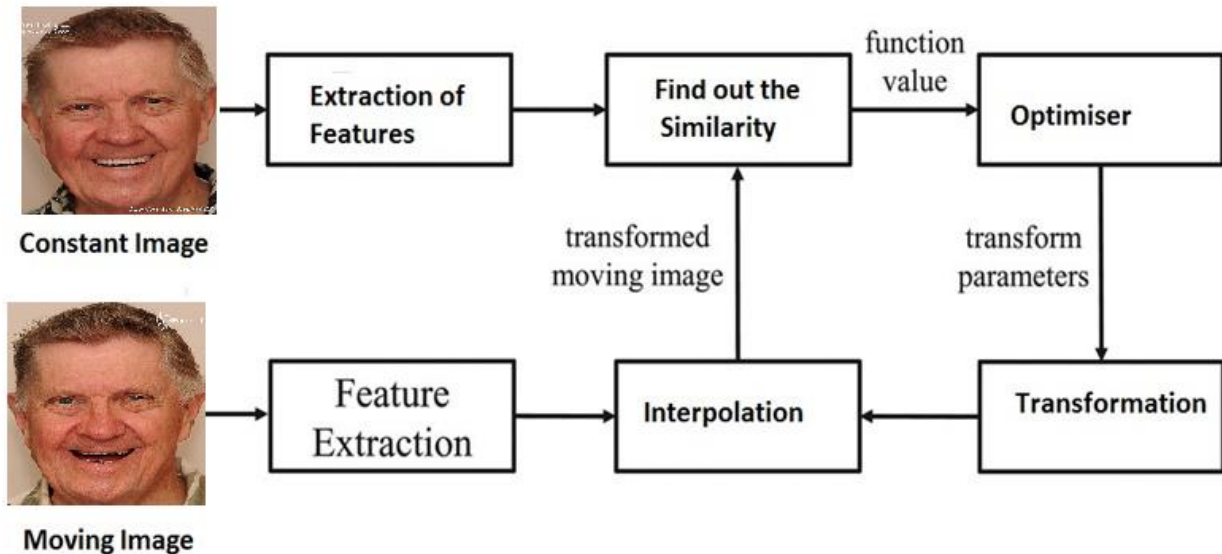 Extraction of
Features
Find out the
Similarity
function
value
Optimiser
Constant Image
transformed
moving image
transform
parameters
Feature
Extraction
Interpolation
Transformation
Moving Image